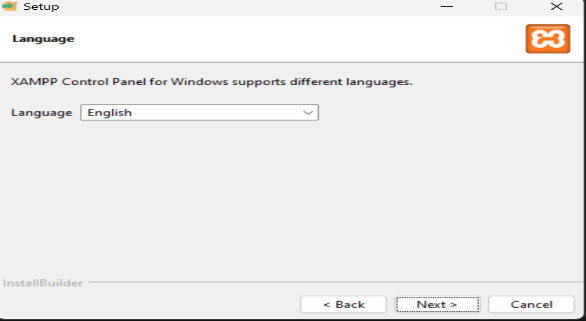 Setup
Language
XAMPP Control Panel for Windows supports different languages.
Language English
InstallBuilder
< Back Next > Cancel